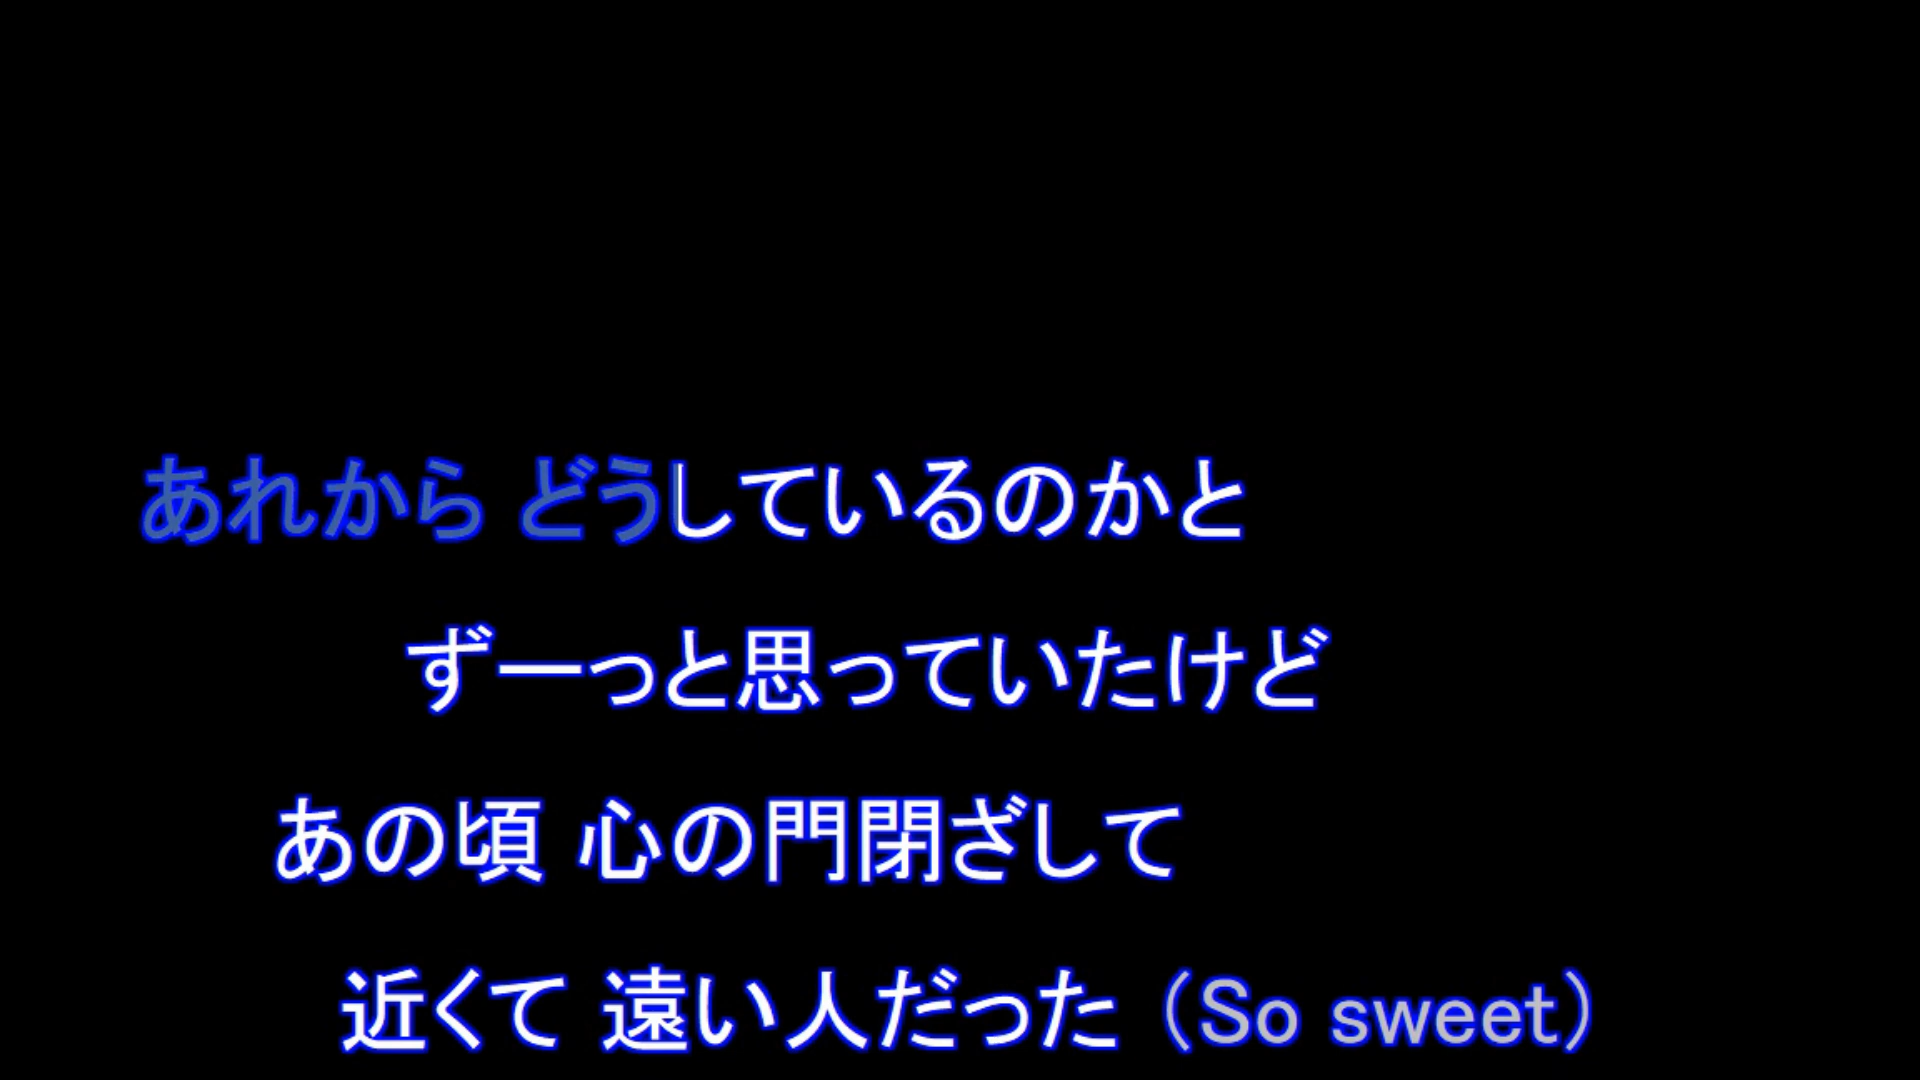 あれから どうしているのかと
ずーっと思っていたけど
あの頃 心の門閉ざして
近くて 遠い人だった（So sweet）